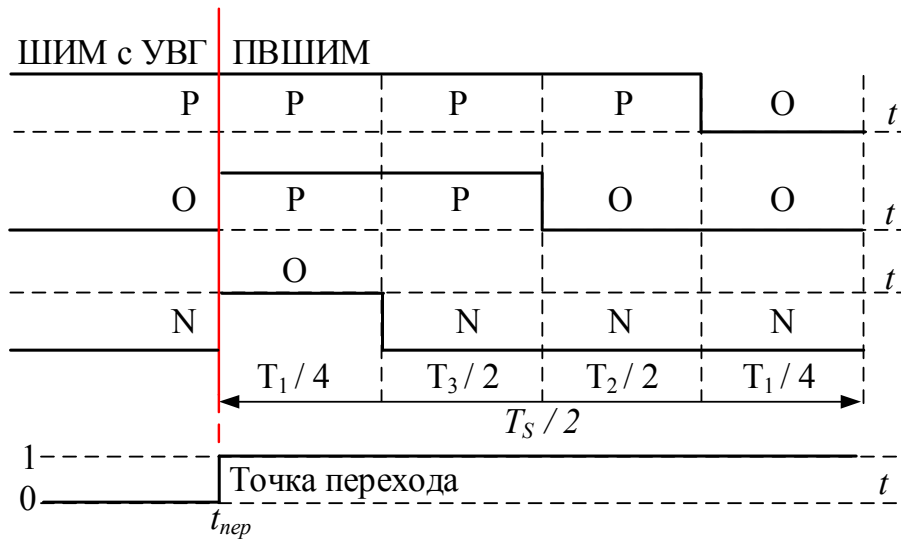 ШИМ с УВГ ПВШИМ
P P P P O t
O P P O O t
O t
N N N N
T1 / 4 T3 / 2 T2 / 2 T1 / 4
TS / 2
1
Точка перехода t
0
tпер